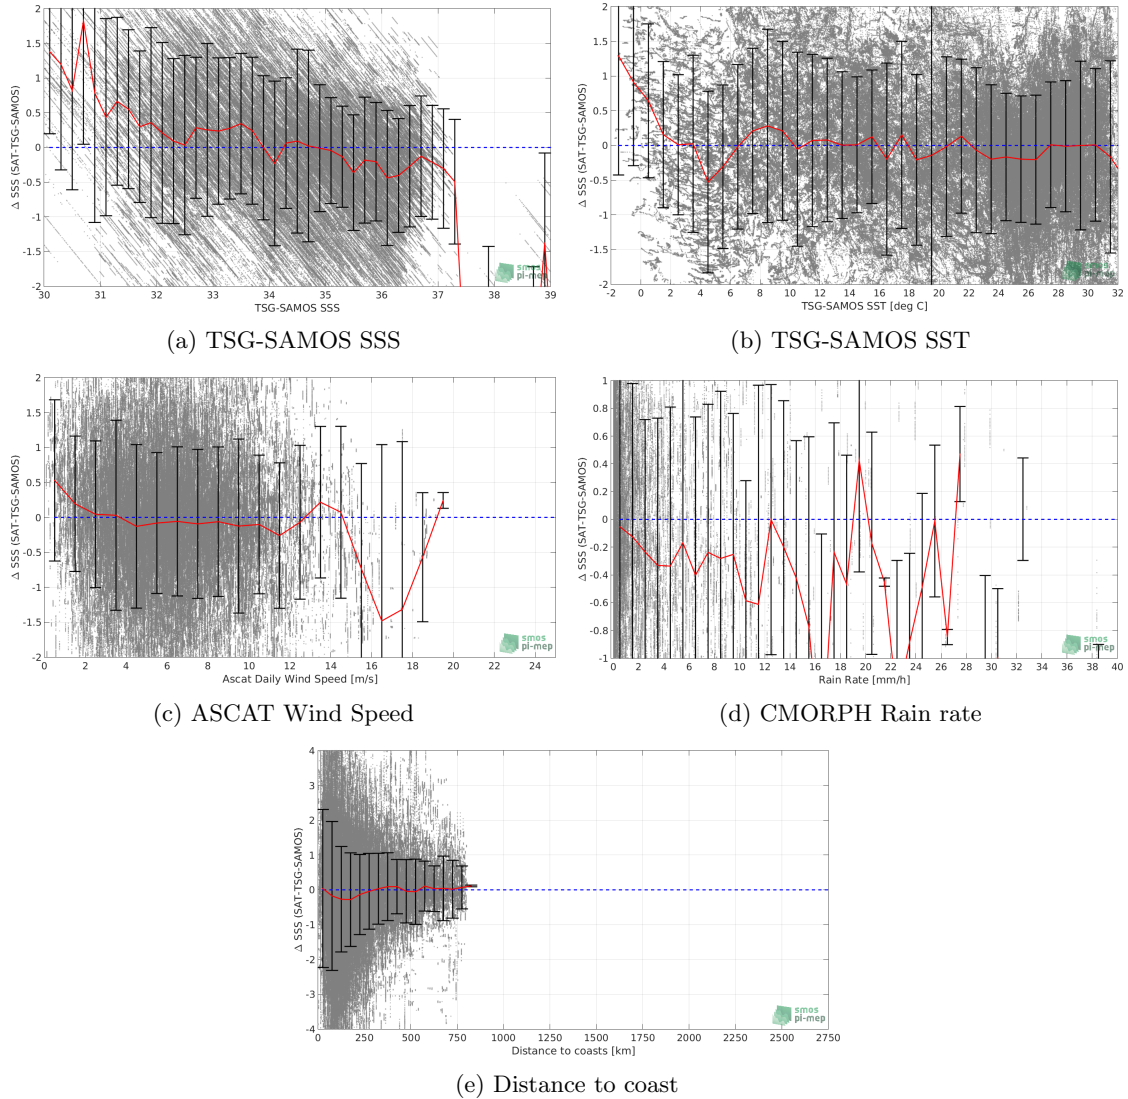 2
1.5
1
0.5
0
-0.5
-1
-1.5
-2
Δ SSS (SAT-TSG-SAMOS)
30 31 32 33 34 35 36 37 38 39
TSG-SAMOS SSS
smos
pi-mep
(a) TSG-SAMOS SSS
2
1.5
1
0.5
0
-0.5
-1
-1.5
-2
Δ SSS (SAT-TSG-SAMOS)
-2 0 2 4 6 8 10 12 14 16 18 20 22 24 26 28 30 32
TSG-SAMOS SST [deg C]
smos
pi-mep
(b) TSG-SAMOS SST
2
1.5
1
0.5
0
-0.5
-1
-1.5
-2
Δ SSS (SAT-TSG-SAMOS)
0 2 4 6 8 10 12 14 16 18 20 22 24
Ascat Daily Wind Speed [m/s]
smos
pi-mep
(c) ASCAT Wind Speed
1
0.8
0.6
0.4
0.2
0
-0.2
-0.4
-0.6
-0.8
-1
Δ SSS (SAT-TSG-SAMOS)
0 2 4 6 8 10 12 14 16 18 20 22 24 26 28 30 32 34 36 38 40
Rain Rate [mm/h]
smos
pi-mep
(d) CMORPH Rain rate
4
3
2
1
0
-1
-2
-3
-4
Δ SSS (SAT-TSG-SAMOS)
0 250 500 750 1000 1250 1500 1750 2000 2250 2500 2750
Distance to coasts [km]
smos
pi-mep
(e) Distance to coast